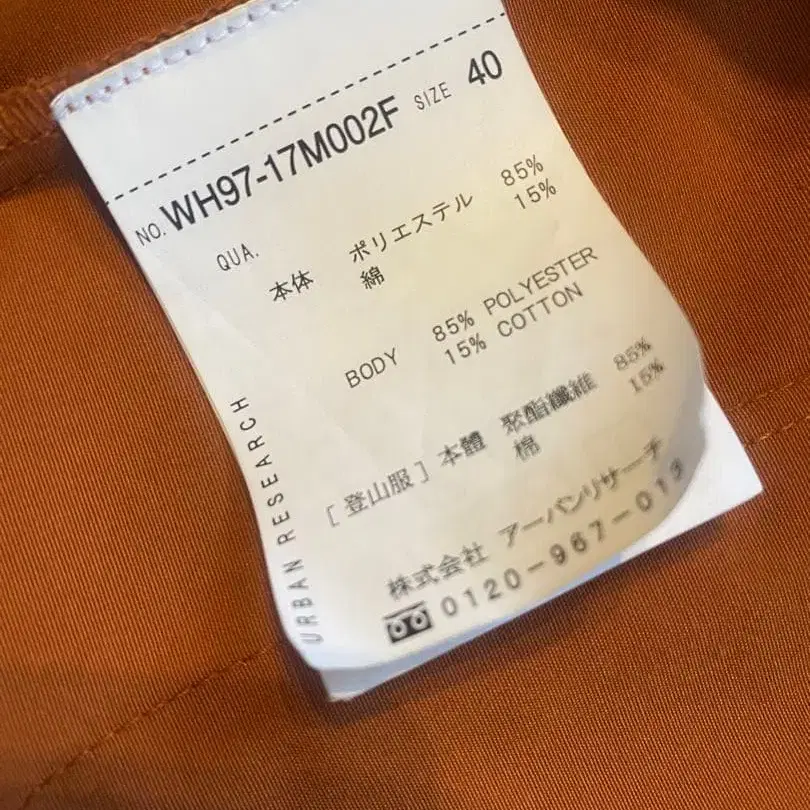 NO. WH97-17M002F SIZE 40
QUA.
本体 ポリエステル 85%
綿 15%
BODY 85% POLYESTER
15% COTTON
[登山服] 本體 聚酯纖維 85%
棉 15%
株式会社 アーバンリサーチ
0120-967-013
URBAN RESEARCH